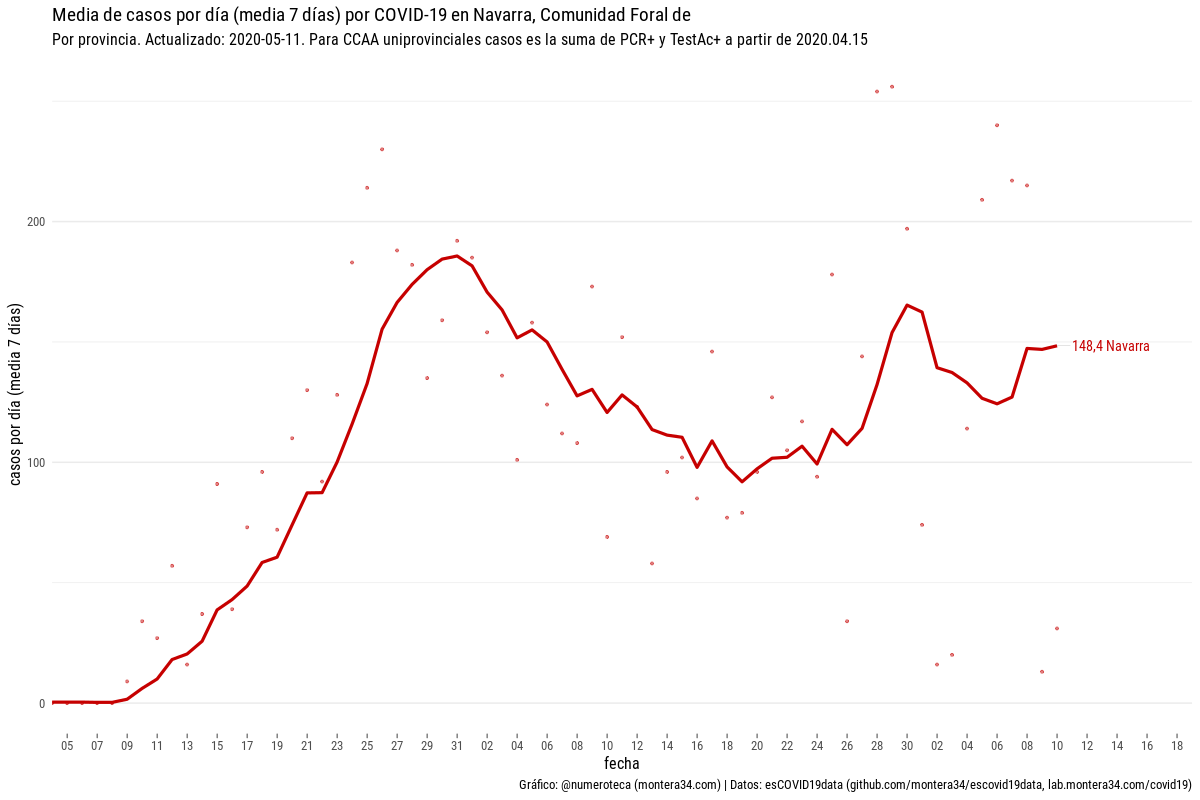 Media de casos por día (media 7 días) por COVID-19 en Navarra, Comunidad Foral de
Por provincia. Actualizado: 2020-05-11. Para CCAA uniprovinciales casos es la suma de PCR+ y TestAc+ a partir de 2020.04.15
casos por día (media 7 días)
200
100
0
148,4 Navarra
05 07 09 11 13 15 17 19 21 23 25 27 29 31 02 04 06 08 10 12 14 16 18 20 22 24 26 28 30 02 04 06 08 10 12 14 16 18
fecha
Gráfico: @numeroteca (montera34.com) | Datos: esCOVID19data (github.com/montera34/escovid19data, lab.montera34.com/covid19)